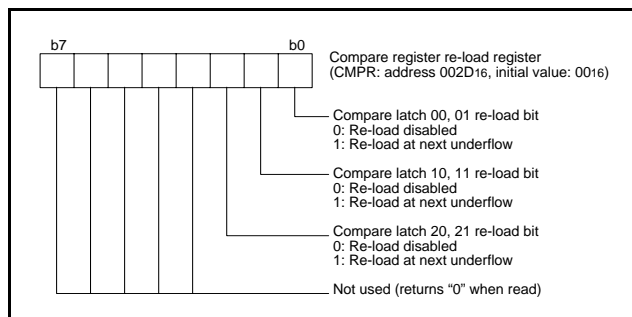 b7 b0
Compare register re-load register
(CMPR: address 002D16, initial value: 0016)
Compare latch 00, 01 re-load bit
0: Re-load disabled
1: Re-load at next underflow
Compare latch 10, 11 re-load bit
0: Re-load disabled
1: Re-load at next underflow
Compare latch 20, 21 re-load bit
0: Re-load disabled
1: Re-load at next underflow
Not used (returns “0” when read)